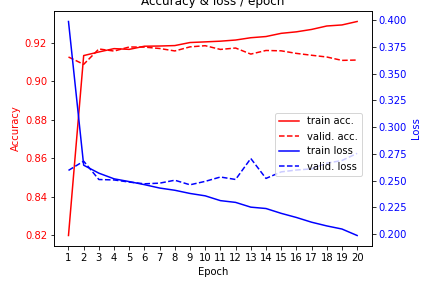 Accuracy & loss / epoch
0.92
0.90
0.88
0.86
0.84
0.82
Accuracy
0.400
0.375
0.350
0.325
0.300
0.275
0.250
0.225
0.200
Loss
train acc.
valid. acc.
train loss
valid. loss
1 2 3 4 5 6 7 8 9 10 11 12 13 14 15 16 17 18 19 20
Epoch